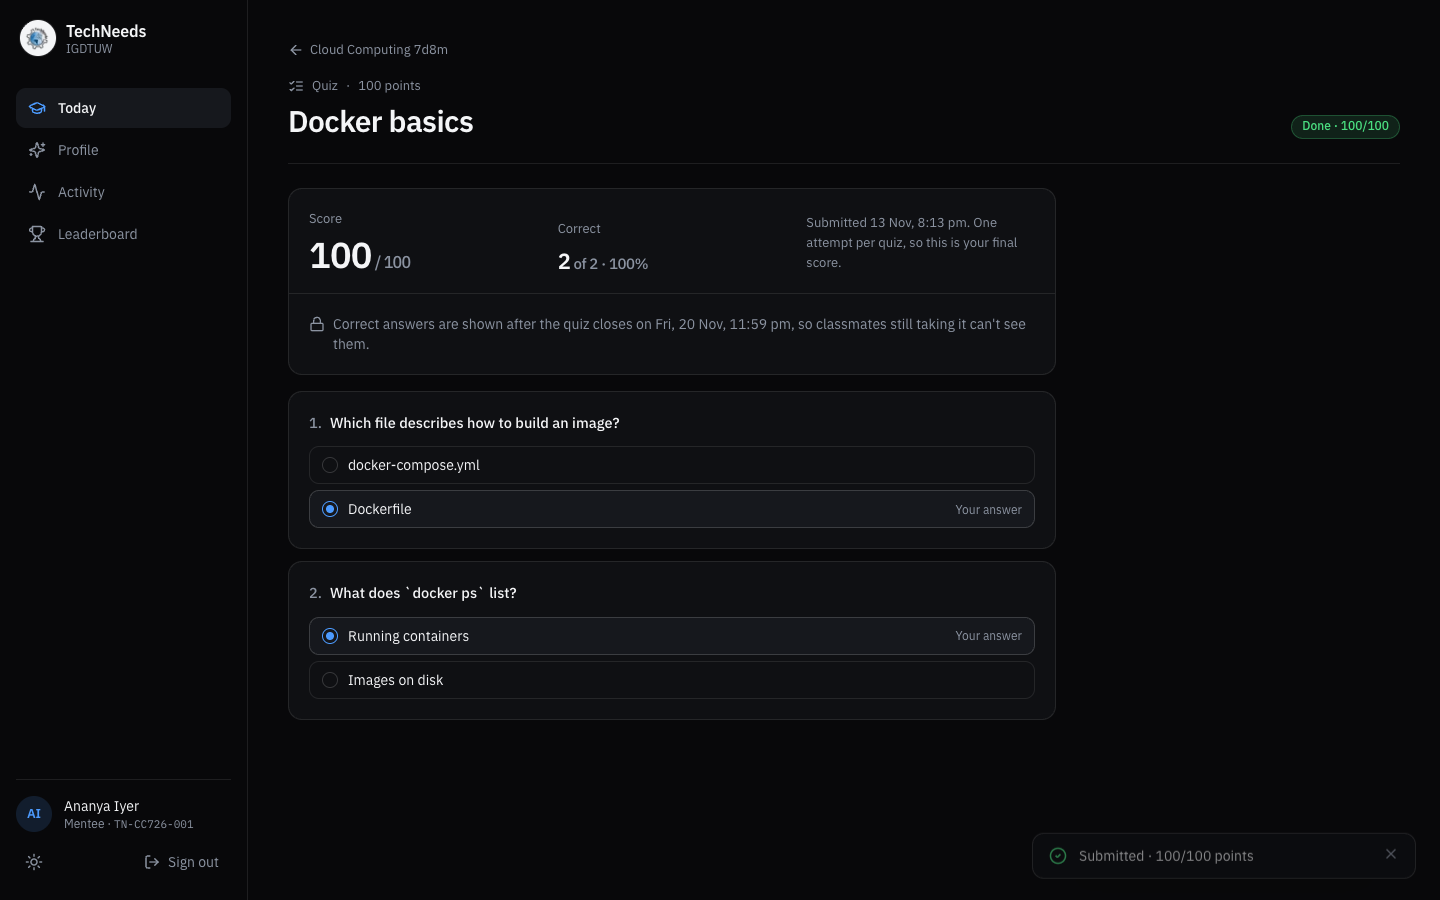 TechNeeds
IGDTUW
Today
Profile
Activity
Leaderboard
Ananya Iyer
AI
Mentee · TN-CC726-001
Sign out
Cloud Computing 7d8m
Quiz · 100 points
Docker basics
Done · 100/100
Score
100 / 100
Correct
2 of 2 · 100%
Submitted 13 Nov, 8:13 pm. One
attempt per quiz, so this is your final
score.
Correct answers are shown after the quiz closes on Fri, 20 Nov, 11:59 pm, so classmates still taking it can't see
them.
1. Which file describes how to build an image?
docker-compose.yml
Dockerfile
Your answer
2. What does `docker ps` list?
Running containers
Your answer
Images on disk
Submitted · 100/100 points